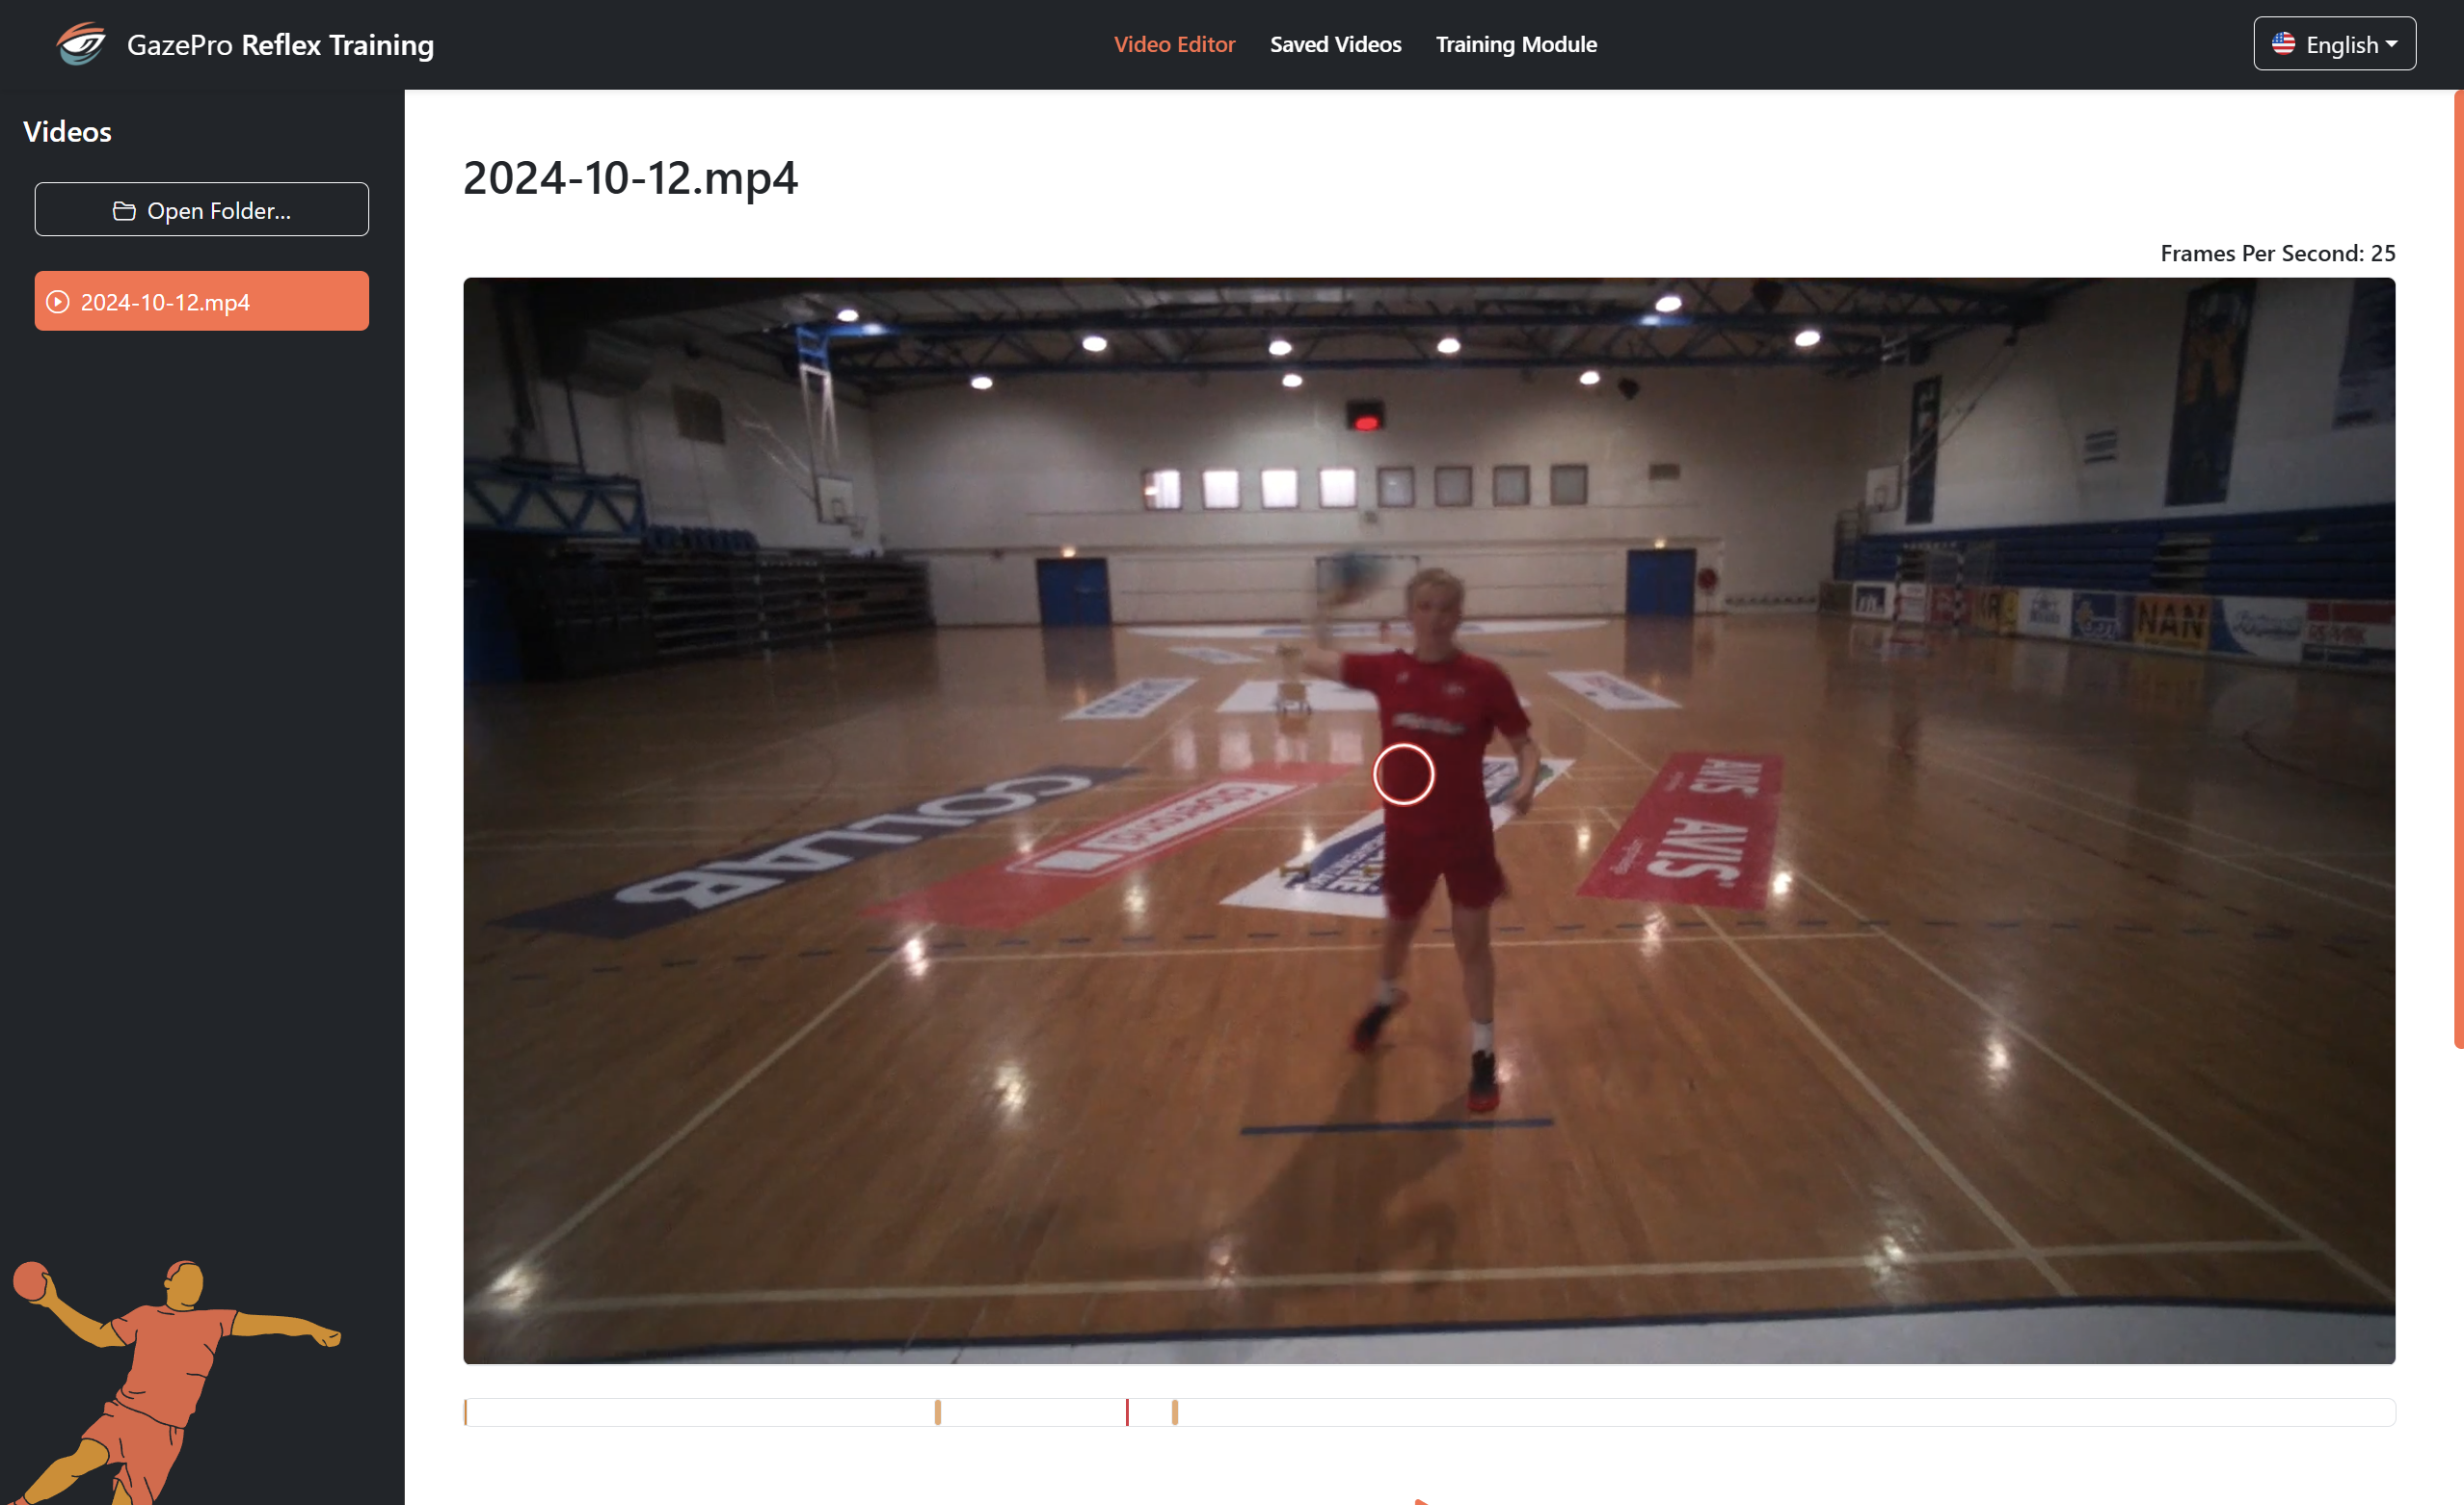 GazePro Reflex Training
Video Editor
Saved Videos
Training Module
English
Videos
Open Folder...
2024-10-12.mp4
2024-10-12.mp4
Frames Per Second: 25
NAN
COLLAB
AVIS
AVIS